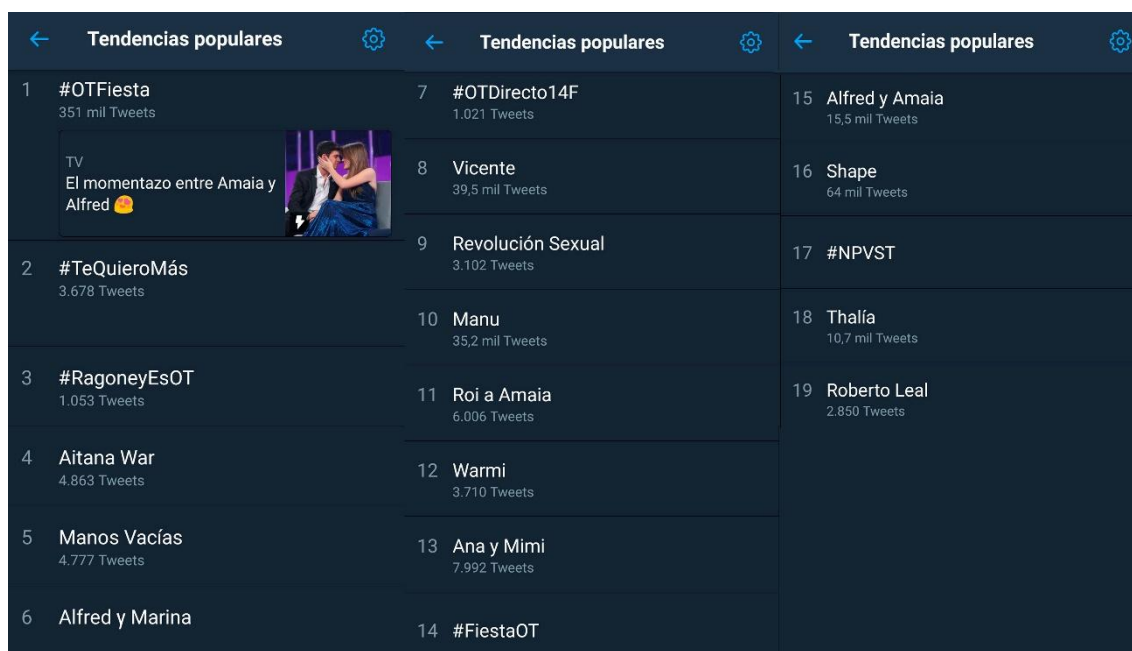 Tendencias populares
1 #OTFiesta
351 mil Tweets
TV
El momentazo entre Amaia y
Alfred 😍
2 #TeQuieroMás
3.678 Tweets
3 #RagoneyEsOT
1.053 Tweets
4 Aitana War
4.863 Tweets
5 Manos Vacías
4.777 Tweets
6 Alfred y Marina
Tendencias populares
7 #OTDirecto14F
1.021 Tweets
8 Vicente
39,5 mil Tweets
9 Revolución Sexual
3.102 Tweets
10 Manu
35,2 mil Tweets
11 Roi a Amaia
6.006 Tweets
12 Warmi
3.710 Tweets
13 Ana y Mimi
7.992 Tweets
14 #FiestaOT
Tendencias populares
15 Alfred y Amaia
15,5 mil Tweets
16 Shape
64 mil Tweets
17 #NPVST
18 Thalía
10,7 mil Tweets
19 Roberto Leal
2.850 Tweets